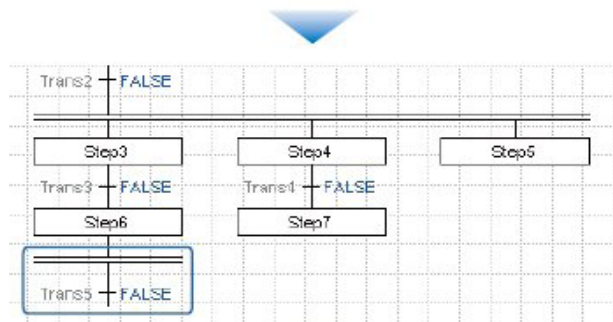 Trans2 FALSE
Step3 Step4 Step5
Trans3 FALSE Trans4 FALSE
Step6 Step7
Trans5 FALSE